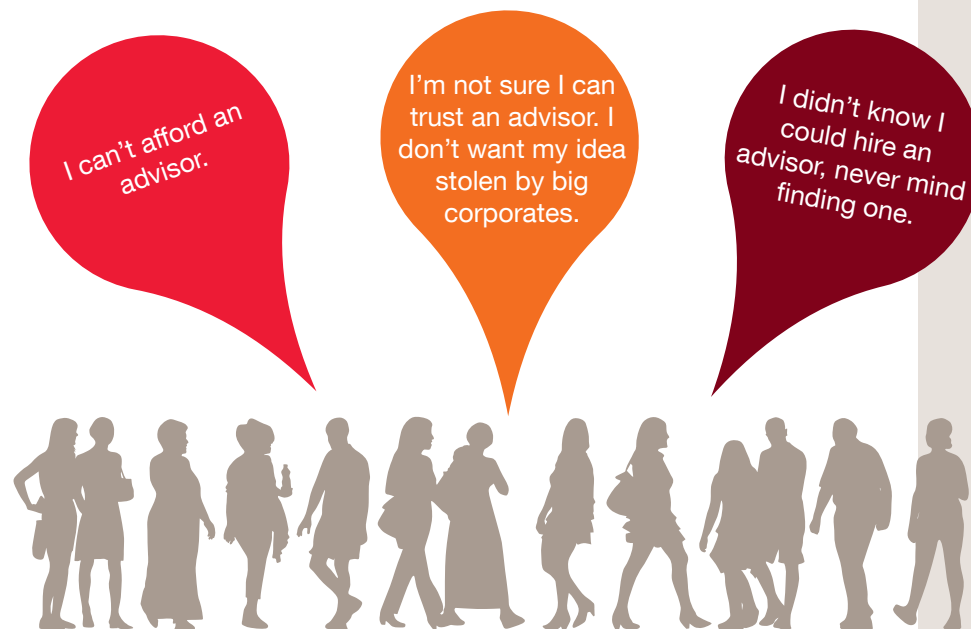 I can't afford an
advisor.
I'm not sure I can
trust an advisor. I
don't want my idea
stolen by big
corporates.
I didn't know I
could hire an
advisor, never mind
finding one.